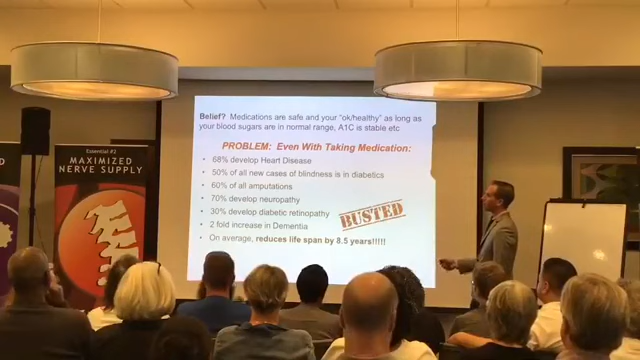 Belief? Medications are safe and your "ok/healthy" as long as
your blood sugars are in normal range, A1C is stable etc
PROBLEM: Even With Taking Medication:
• 68% develop Heart Disease
• 50% of all new cases of blindness is in diabetics
• 60% of all amputations
• 70% develop neuropathy
• 30% develop diabetic retinopathy
• 2 fold increase in Dementia
• On average, reduces life span by 8.5 years!!!!!
BUSTED
Essential #2
MAXIMIZED
NERVE SUPPLY